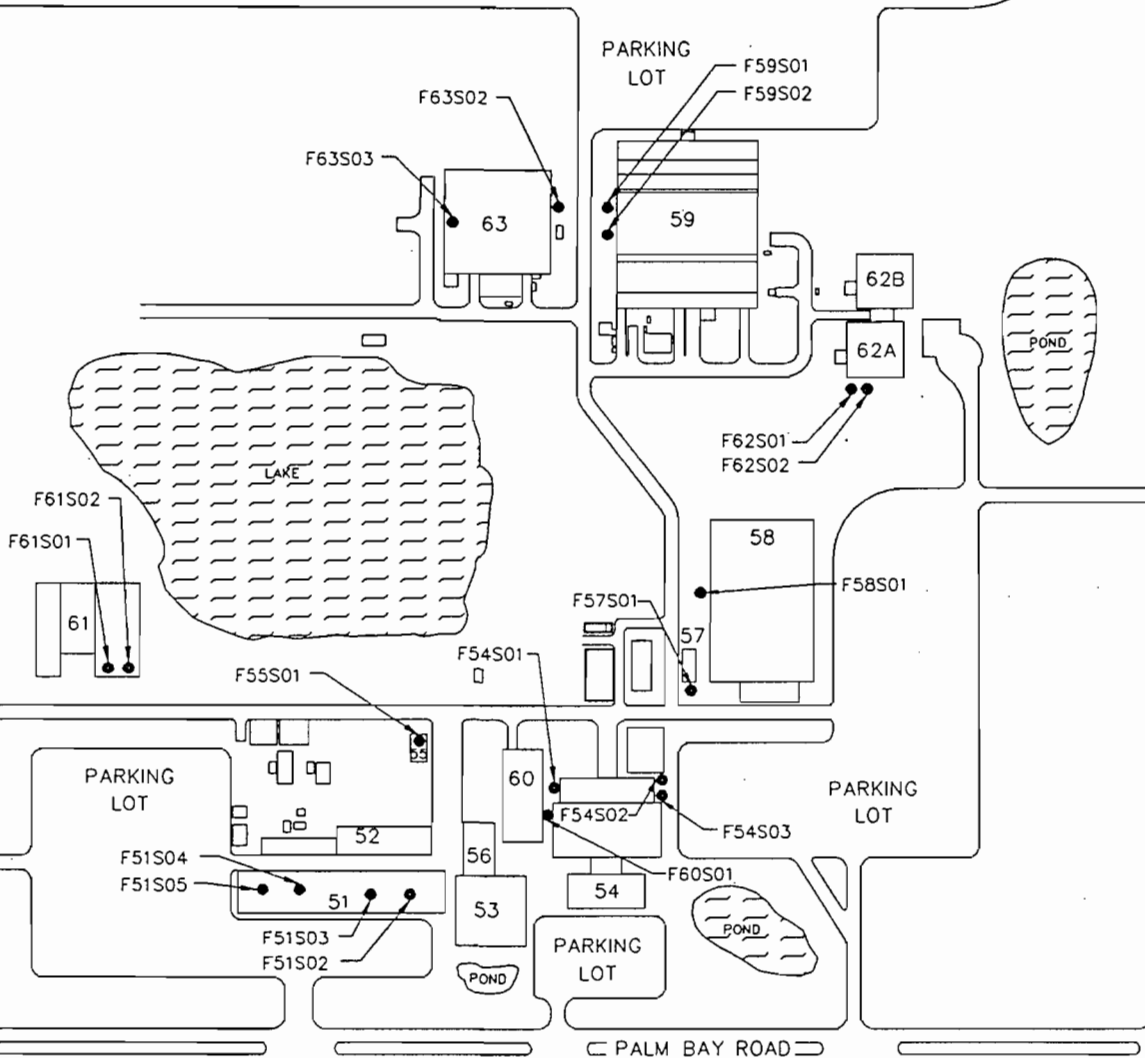 PARKING
LOT
F59S01
F59S02
F63S02
F63S03
63
59
62B
62A
POND
F62S01
F62S02
LAKE
F61S02
F61S01
61
58
F58S01
F57S01
57
F54S01
F55S01
55
PARKING
LOT
60
F54S02
F54S03
PARKING
LOT
52
56
F60S01
F51S04
F51S05
51
53
54
F51S03
F51S02
PARKING
LOT
POND
POND
PALM BAY ROAD